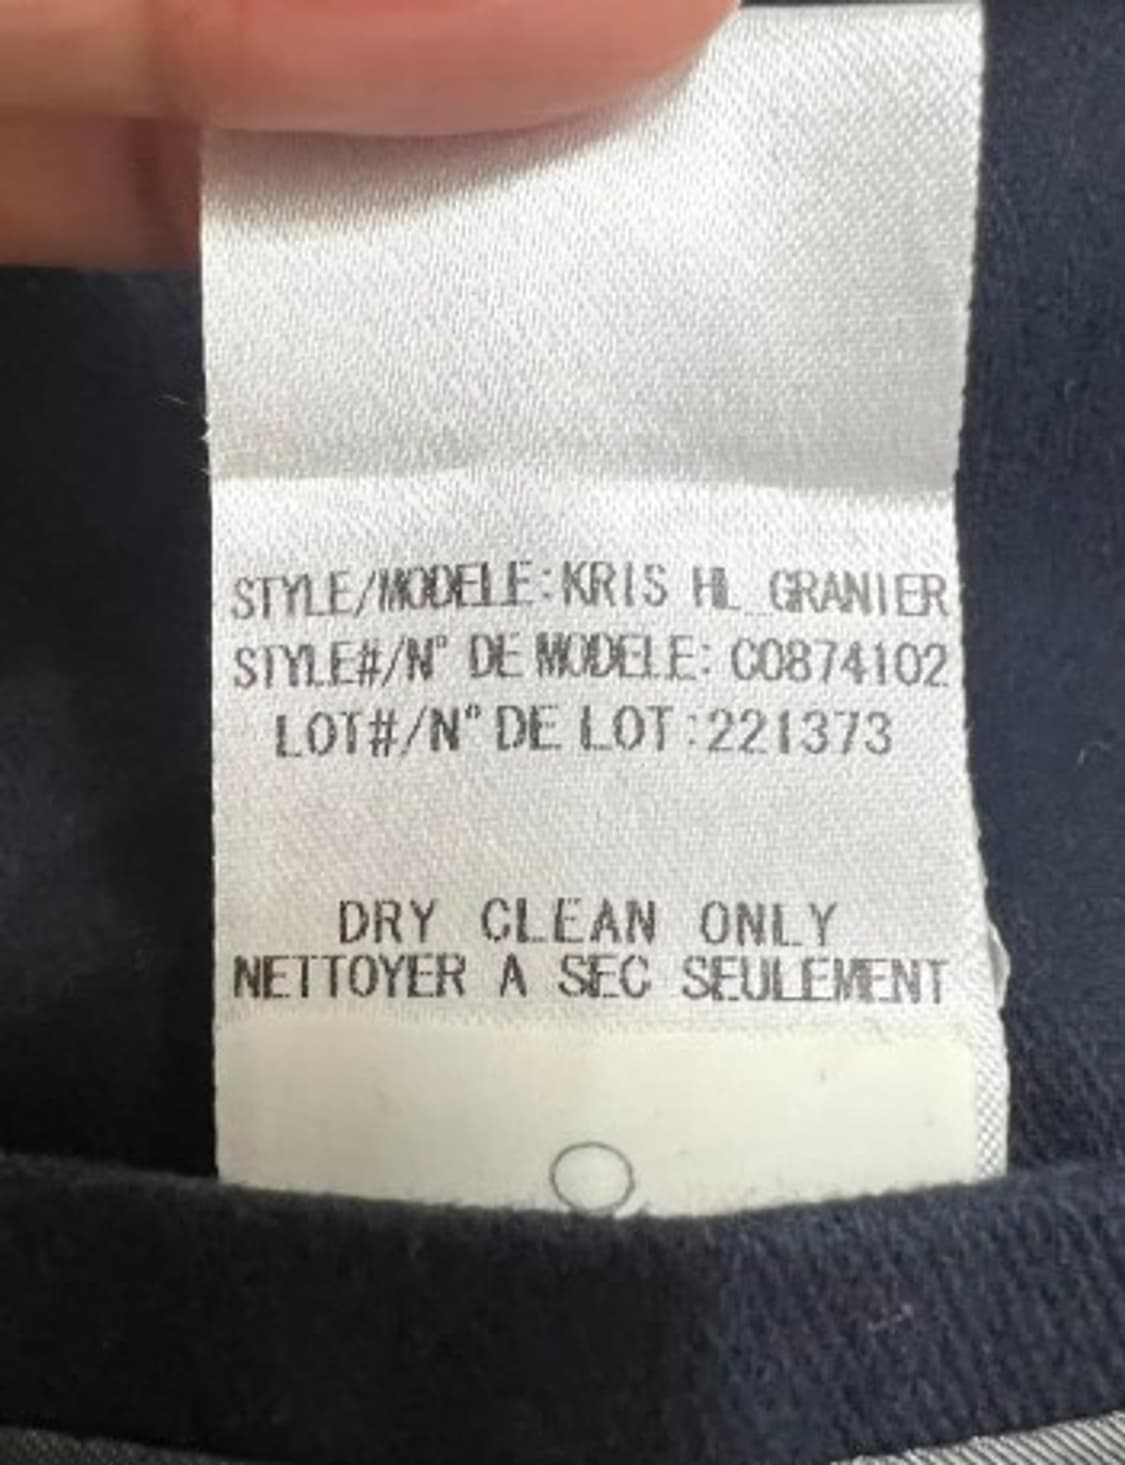 STYLE/MODELE:KRIS HL_GRANIER
STYLE#/N° DE MODELE: C0874102
LOT#/N° DE LOT:221373
DRY CLEAN ONLY
NETTOYER A SEC SEULEMENT